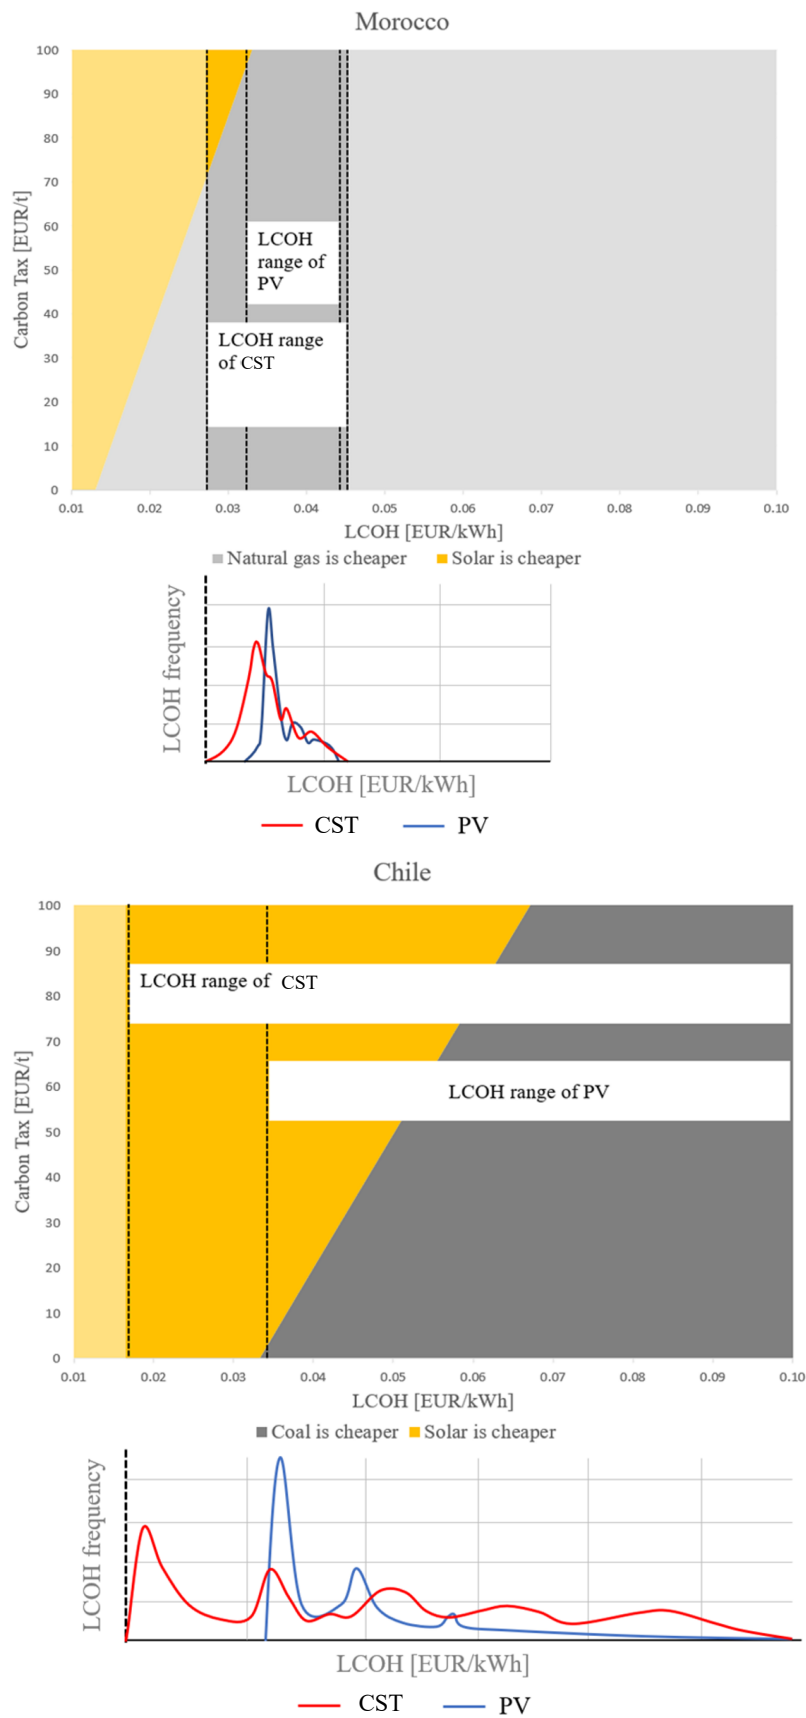 Morocco
Carbon Tax [EUR/t]
100
90
80
70
60
50
40
30
20
10
0
LCOH
range of
PV
LCOH range
of CST
0.01 0.02 0.03 0.04 0.05 0.06 0.07 0.08 0.09 0.10
LCOH [EUR/kWh]
Natural gas is cheaper Solar is cheaper
LCOH frequency
LCOH [EUR/kWh]
CST PV
Chile
Carbon Tax [EUR/t]
100
90
80
70
60
50
40
30
20
10
0
LCOH range of CST
LCOH range of PV
0.01 0.02 0.03 0.04 0.05 0.06 0.07 0.08 0.09 0.10
LCOH [EUR/kWh]
Coal is cheaper Solar is cheaper
LCOH frequency
LCOH [EUR/kWh]
CST PV